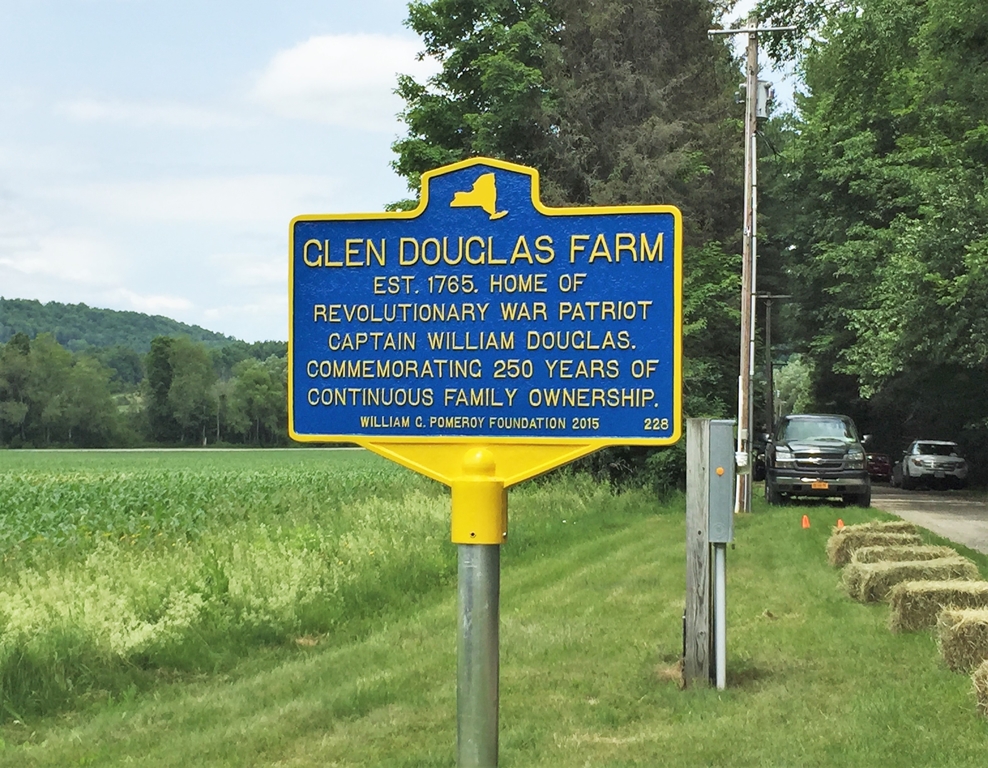 GLEN DOUGLAS FARM
EST. 1765. HOME OF
REVOLUTIONARY WAR PATRIOT
CAPTAIN WILLIAM DOUGLAS.
COMMEMORATING 250 YEARS OF
CONTINUOUS FAMILY OWNERSHIP.
WILLIAM G. POMEROY FOUNDATION 2015 228